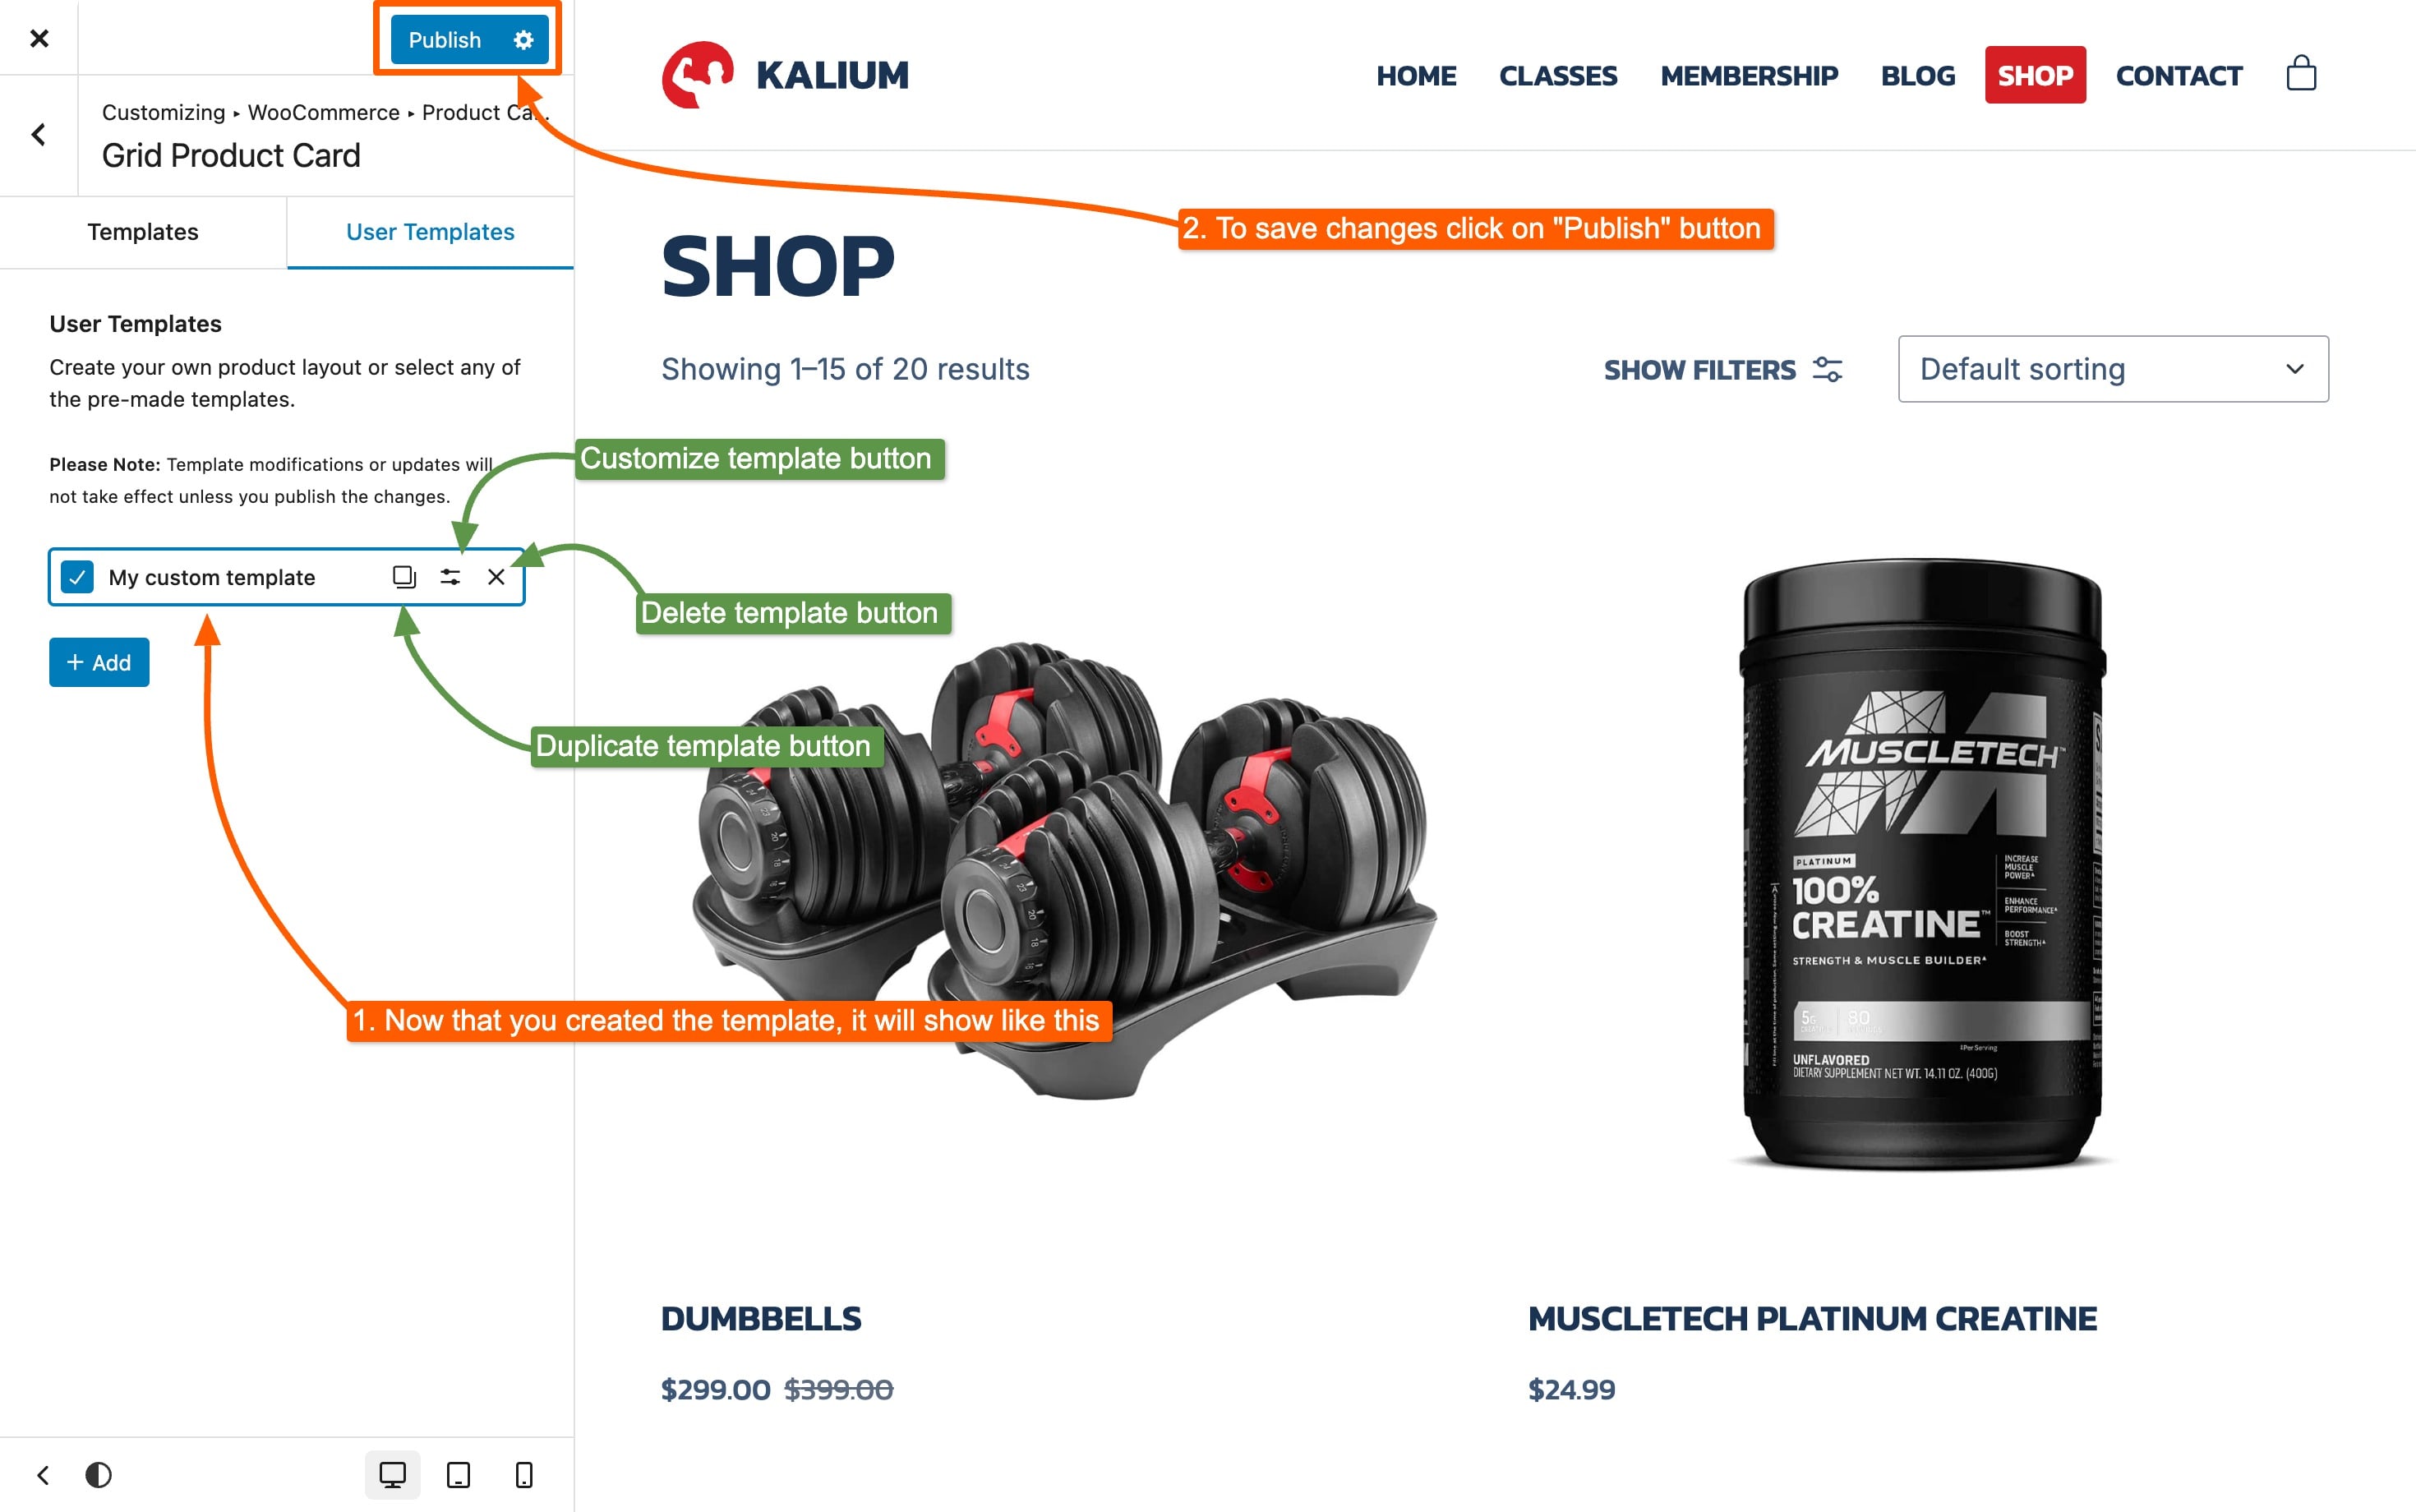 Publish
Customizing ▸ WooCommerce ▸ Product Ca...
Grid Product Card
Templates
User Templates
User Templates
Create your own product layout or select any of
the pre-made templates.
Please Note: Template modifications or updates will
not take effect unless you publish the changes.
My custom template
+ Add
KALIUM
HOME
CLASSES
MEMBERSHIP
BLOG
SHOP
CONTACT
2. To save changes click on "Publish" button
SHOP
Showing 1–15 of 20 results
SHOW FILTERS
Default sorting
Customize template button
Delete template button
Duplicate template button
1. Now that you created the template, it will show like this
MUSCLETECH™
PLATINUM
100%
CREATINE™
STRENGTH & MUSCLE BUILDER
INCREASE
MUSCLE
POWER
ENHANCE
PERFORMANCE
BOOST
STRENGTH
5G
80
Per Serving
UNFLAVORED
DIETARY SUPPLEMENT NET WT. 14.11 OZ. (400G)
DUMBBELLS
$299.00 $399.00
MUSCLETECH PLATINUM CREATINE
$24.99